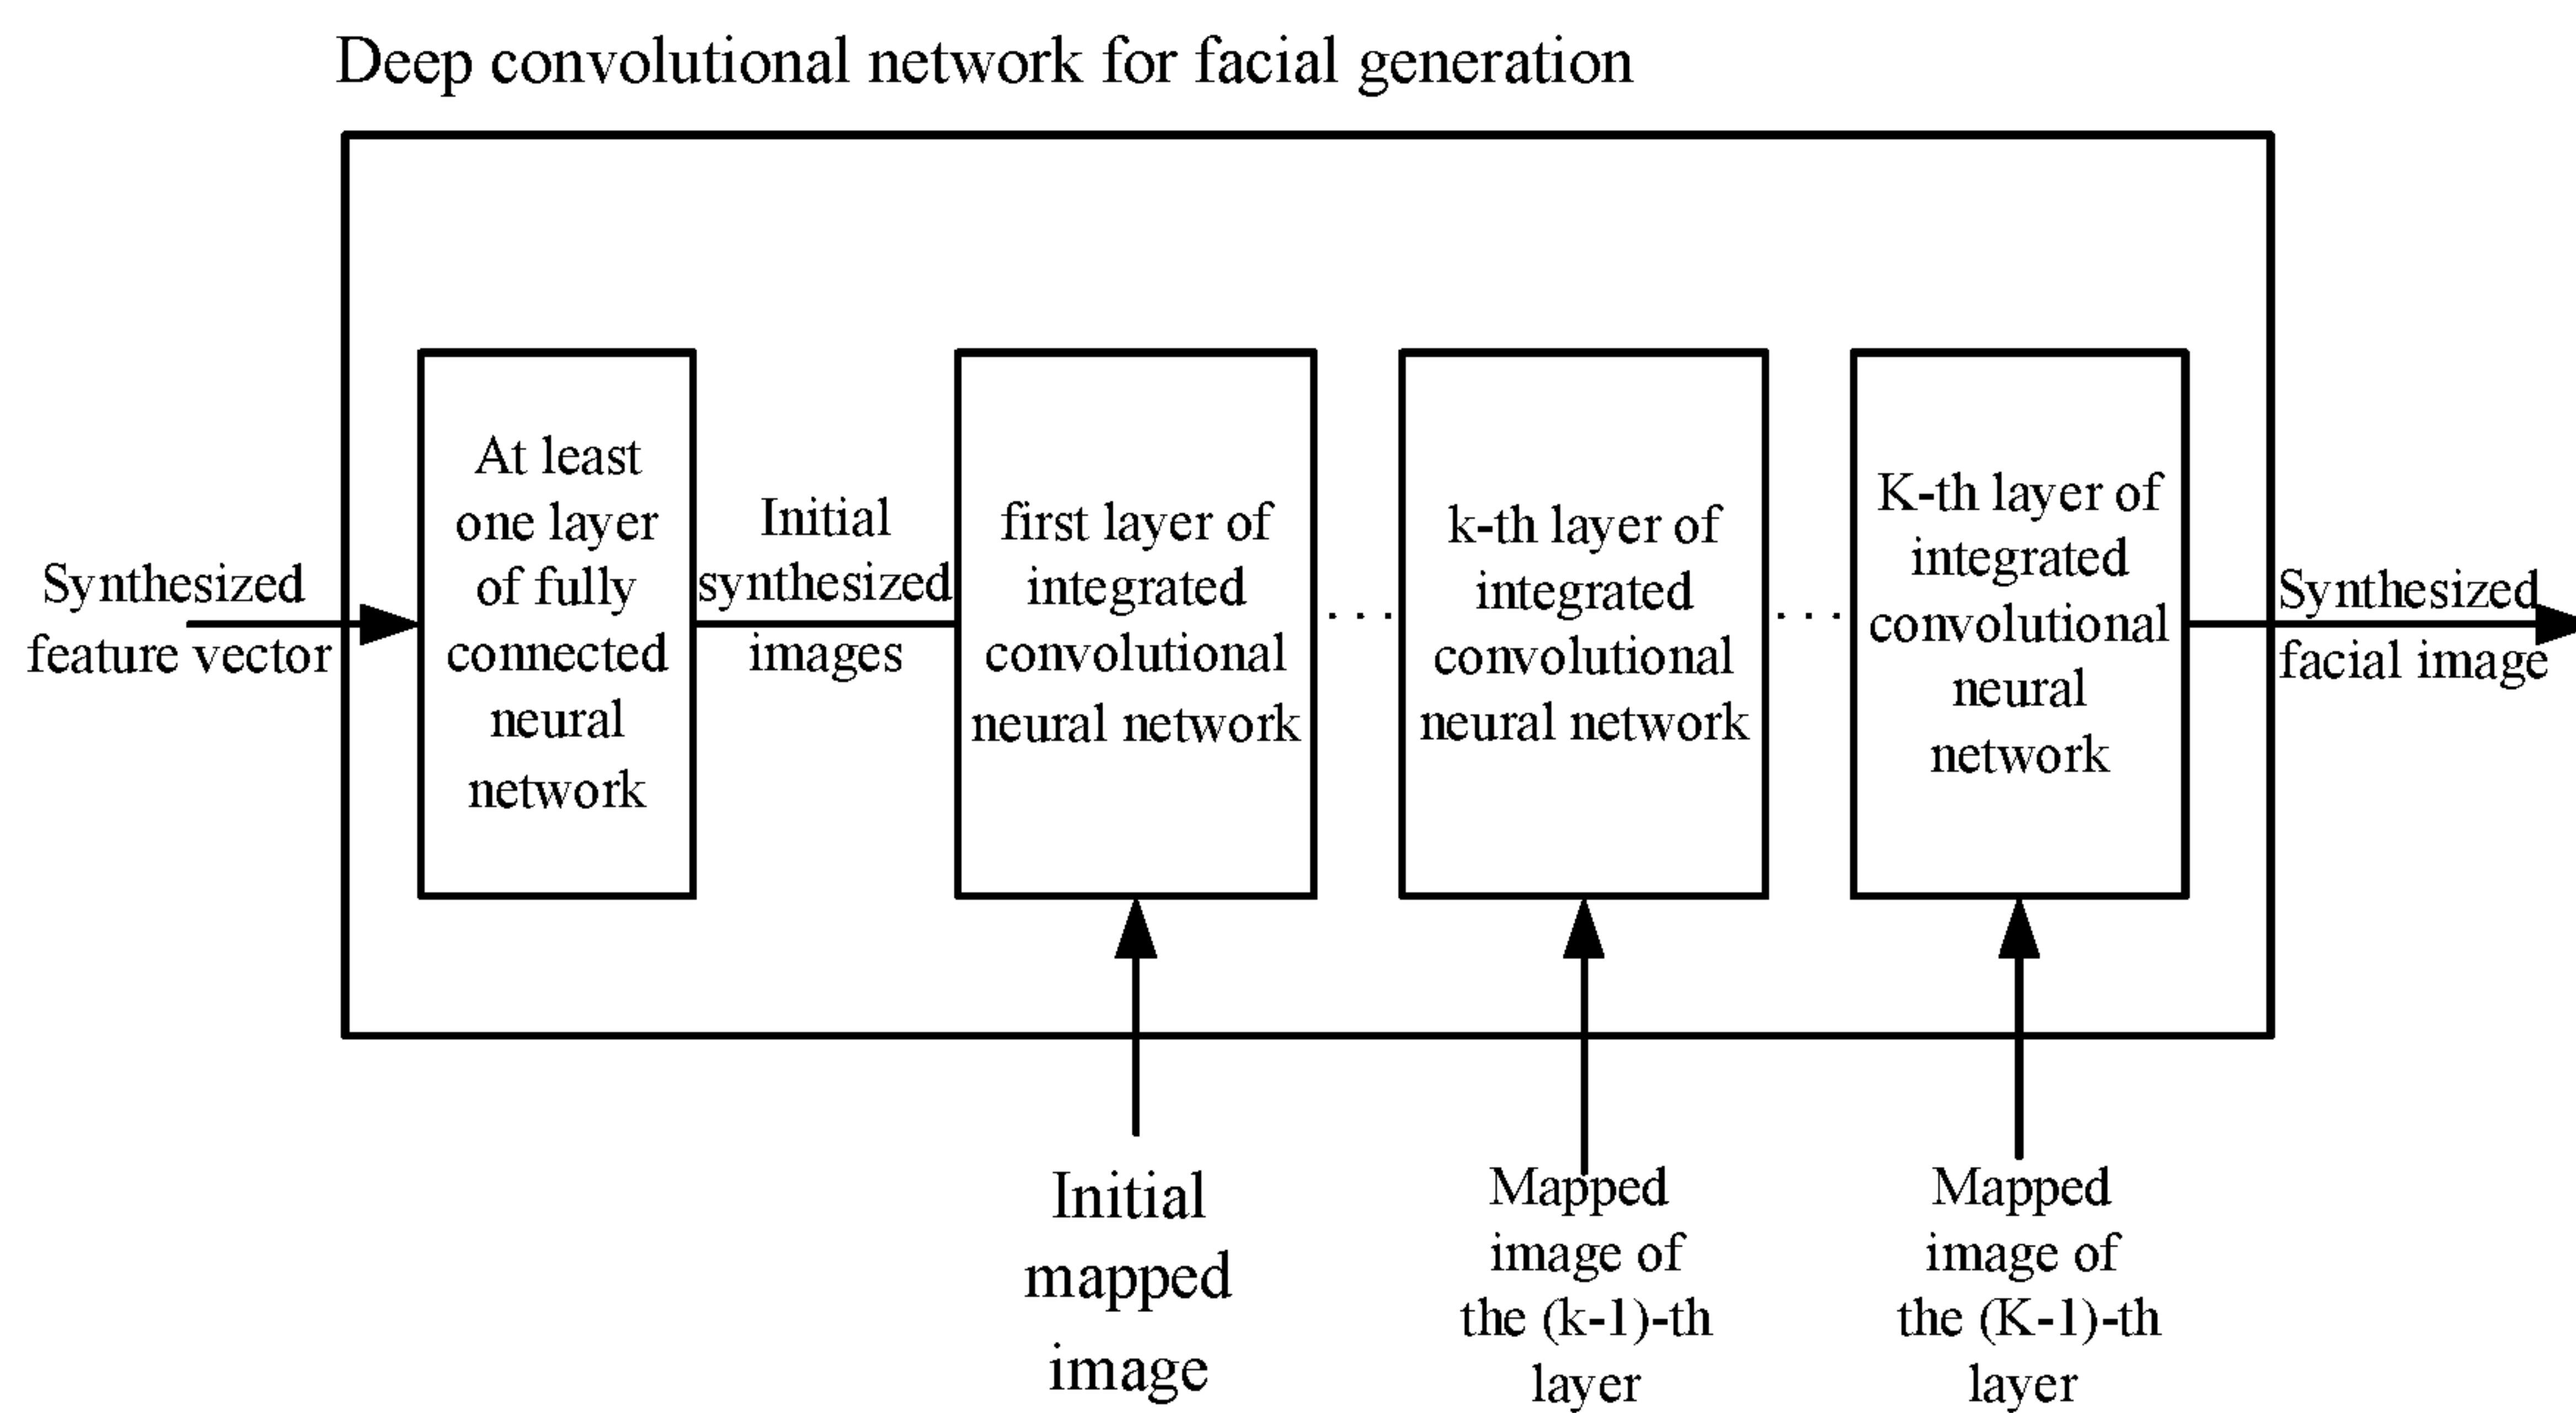 Deep convolutional network for facial generation
Synthesized
feature vector
At least
one layer
of fully
connected
neural
network
Initial
synthesized
images
first layer of
integrated
convolutional
neural network
. . .
k-th layer of
integrated
convolutional
neural network
. . .
K-th layer of
integrated
convolutional
neural
network
Synthesized
facial image
Initial
mapped
image
Mapped
image of
the (k-1)-th
layer
Mapped
image of
the (K-1)-th
layer